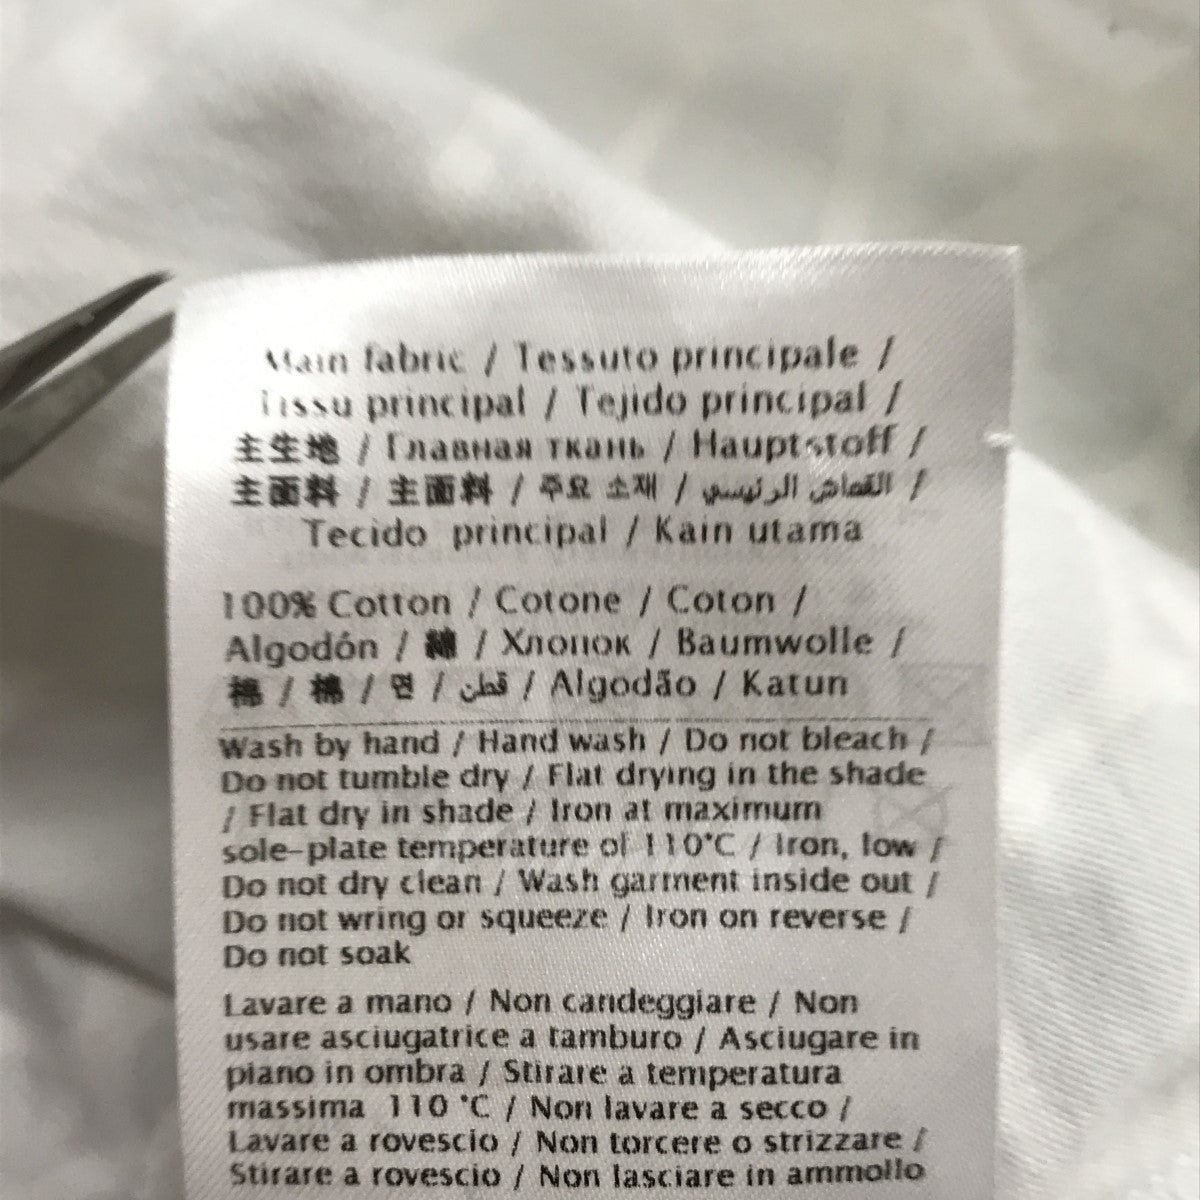 Main fabric / Tessuto principale /
Tissu principal / Tejido principal /
主生地 / Главная ткань / Hauptstoff /
主面料 / 主面料 / 주요 소재 / القماش الرئيسي /
Tecido principal / Kain utama
100% Cotton / Cotone / Coton /
Algodón / 綿 / Хлопок / Baumwolle /
棉 / 棉 / 면 / قطن / Algodão / Katun
Wash by hand / Hand wash / Do not bleach /
Do not tumble dry / Flat drying in the shade
/ Flat dry in shade / Iron at maximum
sole-plate temperature of 110°C / Iron, low /
Do not dry clean / Wash garment inside out /
Do not wring or squeeze / Iron on reverse /
Do not soak
Lavare a mano / Non candeggiare / Non
usare asciugatrice a tamburo / Asciugare in
piano in ombra / Stirare a temperatura
massima 110 °C / Non lavare a secco /
Lavare a rovescio / Non torcere o strizzare /
Stirare a rovescio / Non lasciare in ammollo